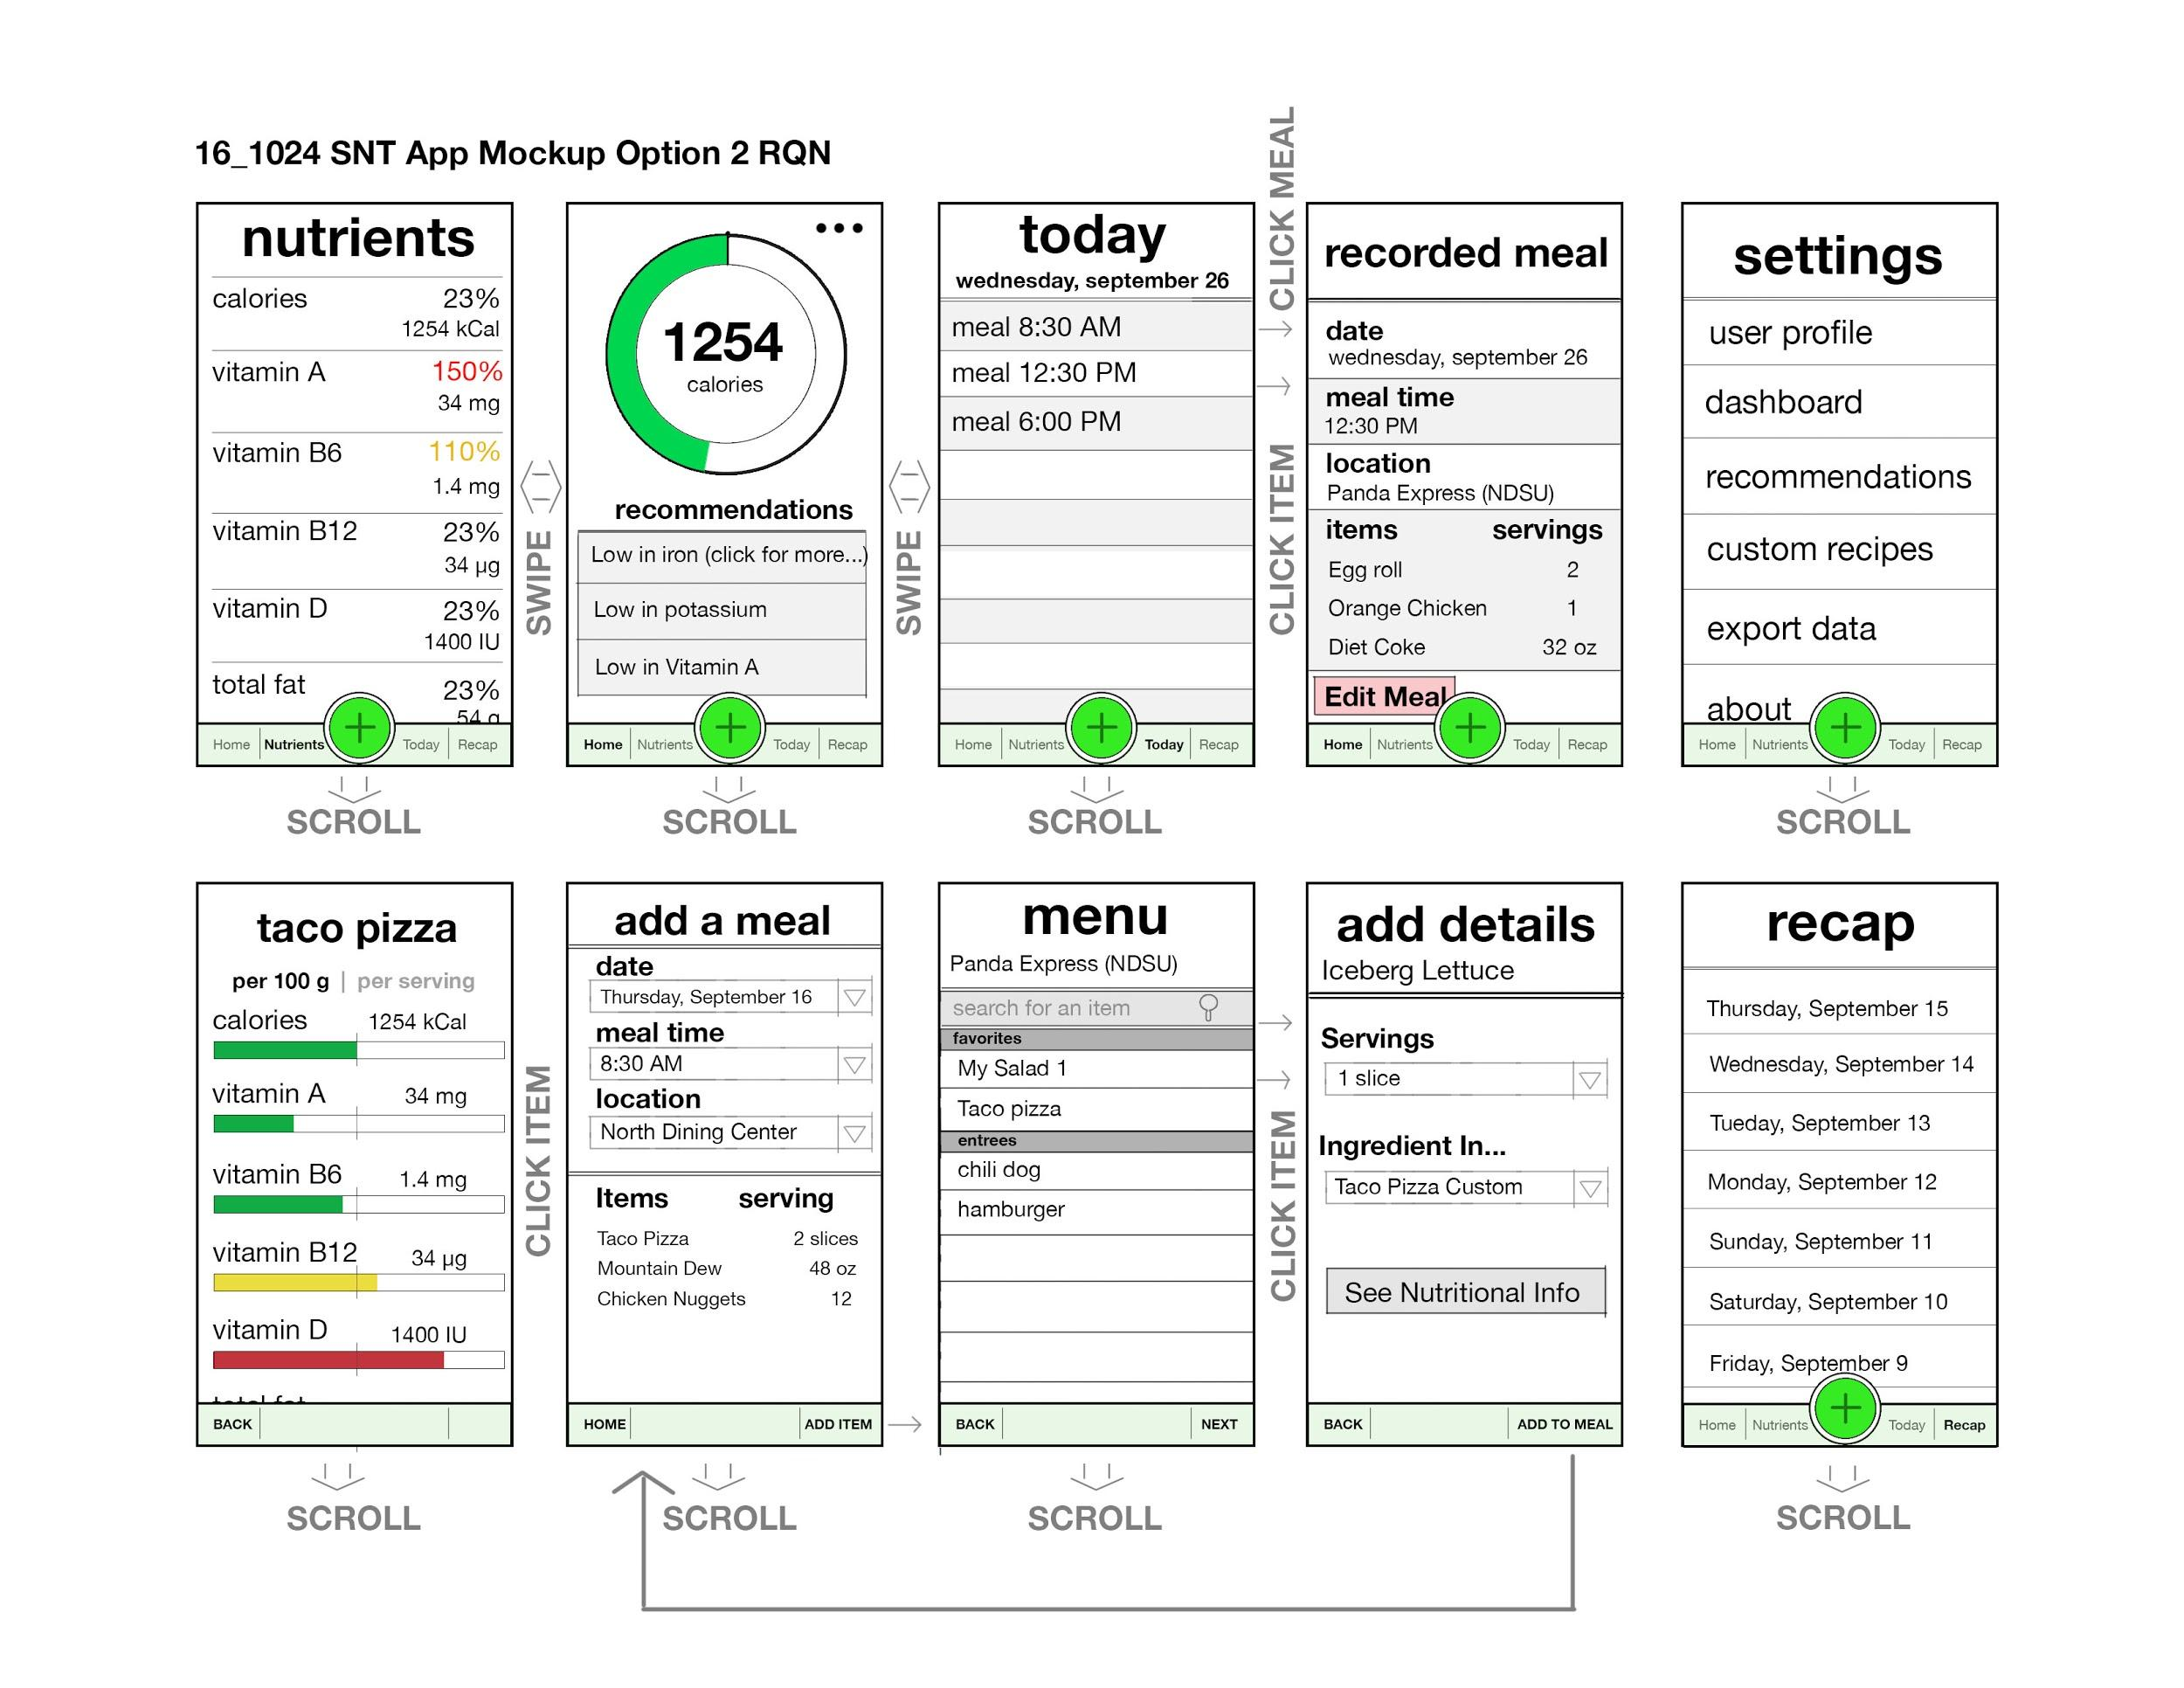 16_1024 SNT App Mockup Option 2 RQN
nutrients
calories 23%
1254 kCal
vitamin A 150%
34 mg
vitamin B6 110%
1.4 mg
vitamin B12 23%
34 µg
vitamin D 23%
1400 IU
total fat 23%
54 g
Home Nutrients Today Recap
SCROLL
SWIPE
1254
calories
recommendations
Low in iron (click for more...)
Low in potassium
Low in Vitamin A
Home Nutrients Today Recap
SCROLL
SWIPE
today
wednesday, september 26
meal 8:30 AM
meal 12:30 PM
meal 6:00 PM
Home Nutrients Today Recap
SCROLL
CLICK MEAL
CLICK ITEM
recorded meal
date
wednesday, september 26
meal time
12:30 PM
location
Panda Express (NDSU)
items servings
Egg roll 2
Orange Chicken 1
Diet Coke 32 oz
Edit Meal
Home Nutrients Today Recap
settings
user profile
dashboard
recommendations
custom recipes
export data
about
Home Nutrients Today Recap
SCROLL
taco pizza
per 100 g | per serving
calories 1254 kCal
vitamin A 34 mg
vitamin B6 1.4 mg
vitamin B12 34 µg
vitamin D 1400 IU
total fat
BACK
SCROLL
CLICK ITEM
add a meal
date
Thursday, September 16
meal time
8:30 AM
location
North Dining Center
Items serving
Taco Pizza 2 slices
Mountain Dew 48 oz
Chicken Nuggets 12
HOME ADD ITEM
SCROLL
menu
Panda Express (NDSU)
search for an item
favorites
My Salad 1
Taco pizza
entrees
chili dog
hamburger
BACK NEXT
SCROLL
CLICK ITEM
add details
Iceberg Lettuce
Servings
1 slice
Ingredient In...
Taco Pizza Custom
See Nutritional Info
BACK ADD TO MEAL
recap
Thursday, September 15
Wednesday, September 14
Tueday, September 13
Monday, September 12
Sunday, September 11
Saturday, September 10
Friday, September 9
Home Nutrients Today Recap
SCROLL